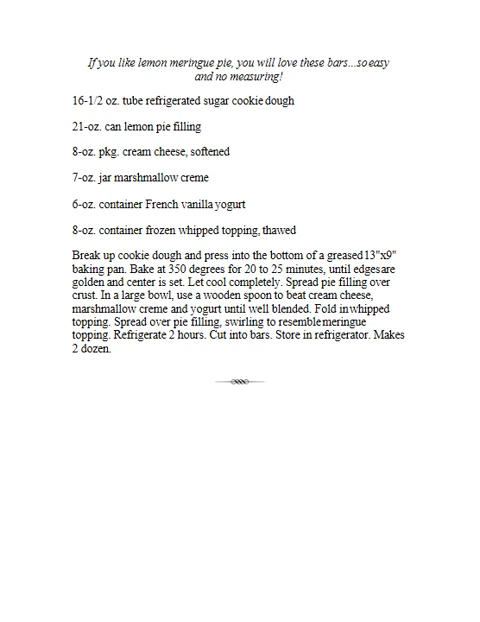 If you like lemon meringue pie, you will love these bars...so easy
and no measuring!
16-1/2 oz. tube refrigerated sugar cookie dough
21-oz. can lemon pie filling
8-oz. pkg. cream cheese, softened
7-oz. jar marshmallow creme
6-oz. container French vanilla yogurt
8-oz. container frozen whipped topping, thawed
Break up cookie dough and press into the bottom of a greased 13"x9"
baking pan. Bake at 350 degrees for 20 to 25 minutes, until edges are
golden and center is set. Let cool completely. Spread pie filling over
crust. In a large bowl, use a wooden spoon to beat cream cheese,
marshmallow creme and yogurt until well blended. Fold in whipped
topping. Spread over pie filling, swirling to resemble meringue
topping. Refrigerate 2 hours. Cut into bars. Store in refrigerator. Makes
2 dozen.